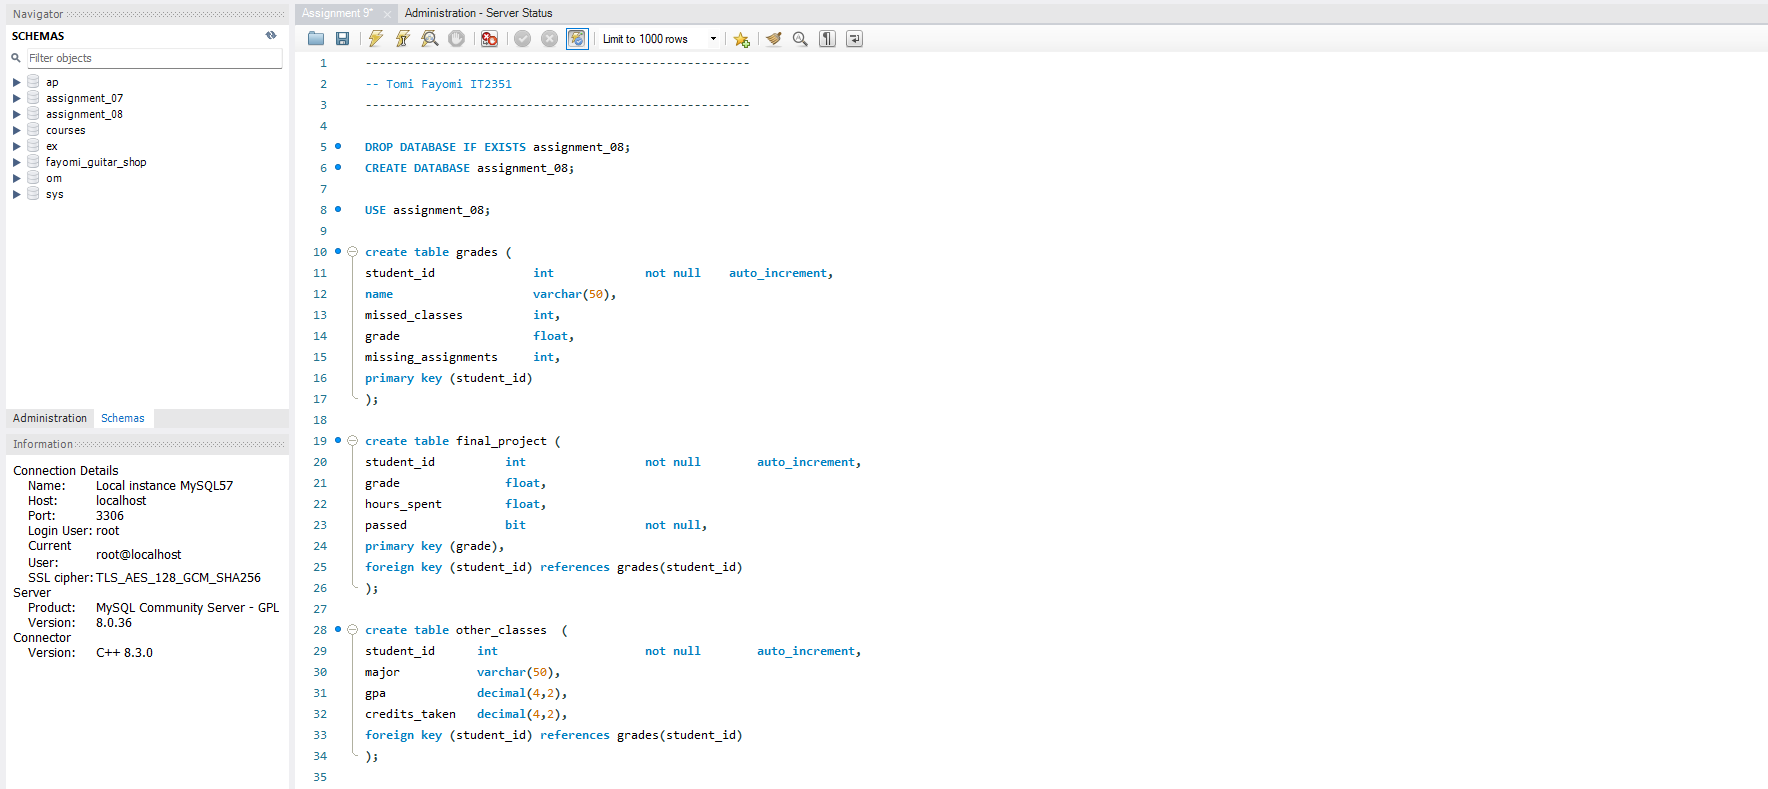 Navigator
SCHEMAS
Filter objects
ap
assignment_07
assignment_08
courses
ex
fayomi_guitar_shop
om
sys
Administration Schemas
Information
Connection Details
Name: Local instance MySQL57
Host: localhost
Port: 3306
Login User: root
Current User: root@localhost
SSL cipher: TLS_AES_128_GCM_SHA256
Server
Product: MySQL Community Server - GPL
Version: 8.0.36
Connector
Version: C++ 8.3.0
Assignment 9* Administration - Server Status
Limit to 1000 rows
1 -------------------------------------------------------
2 -- Tomi Fayomi IT2351
3 -------------------------------------------------------
4
5 DROP DATABASE IF EXISTS assignment_08;
6 CREATE DATABASE assignment_08;
7
8 USE assignment_08;
9
10 create table grades (
11 student_id int not null auto_increment,
12 name varchar(50),
13 missed_classes int,
14 grade float,
15 missing_assignments int,
16 primary key (student_id)
17 );
18
19 create table final_project (
20 student_id int not null auto_increment,
21 grade float,
22 hours_spent float,
23 passed bit not null,
24 primary key (grade),
25 foreign key (student_id) references grades(student_id)
26 );
27
28 create table other_classes (
29 student_id int not null auto_increment,
30 major varchar(50),
31 gpa decimal(4,2),
32 credits_taken decimal(4,2),
33 foreign key (student_id) references grades(student_id)
34 );
35